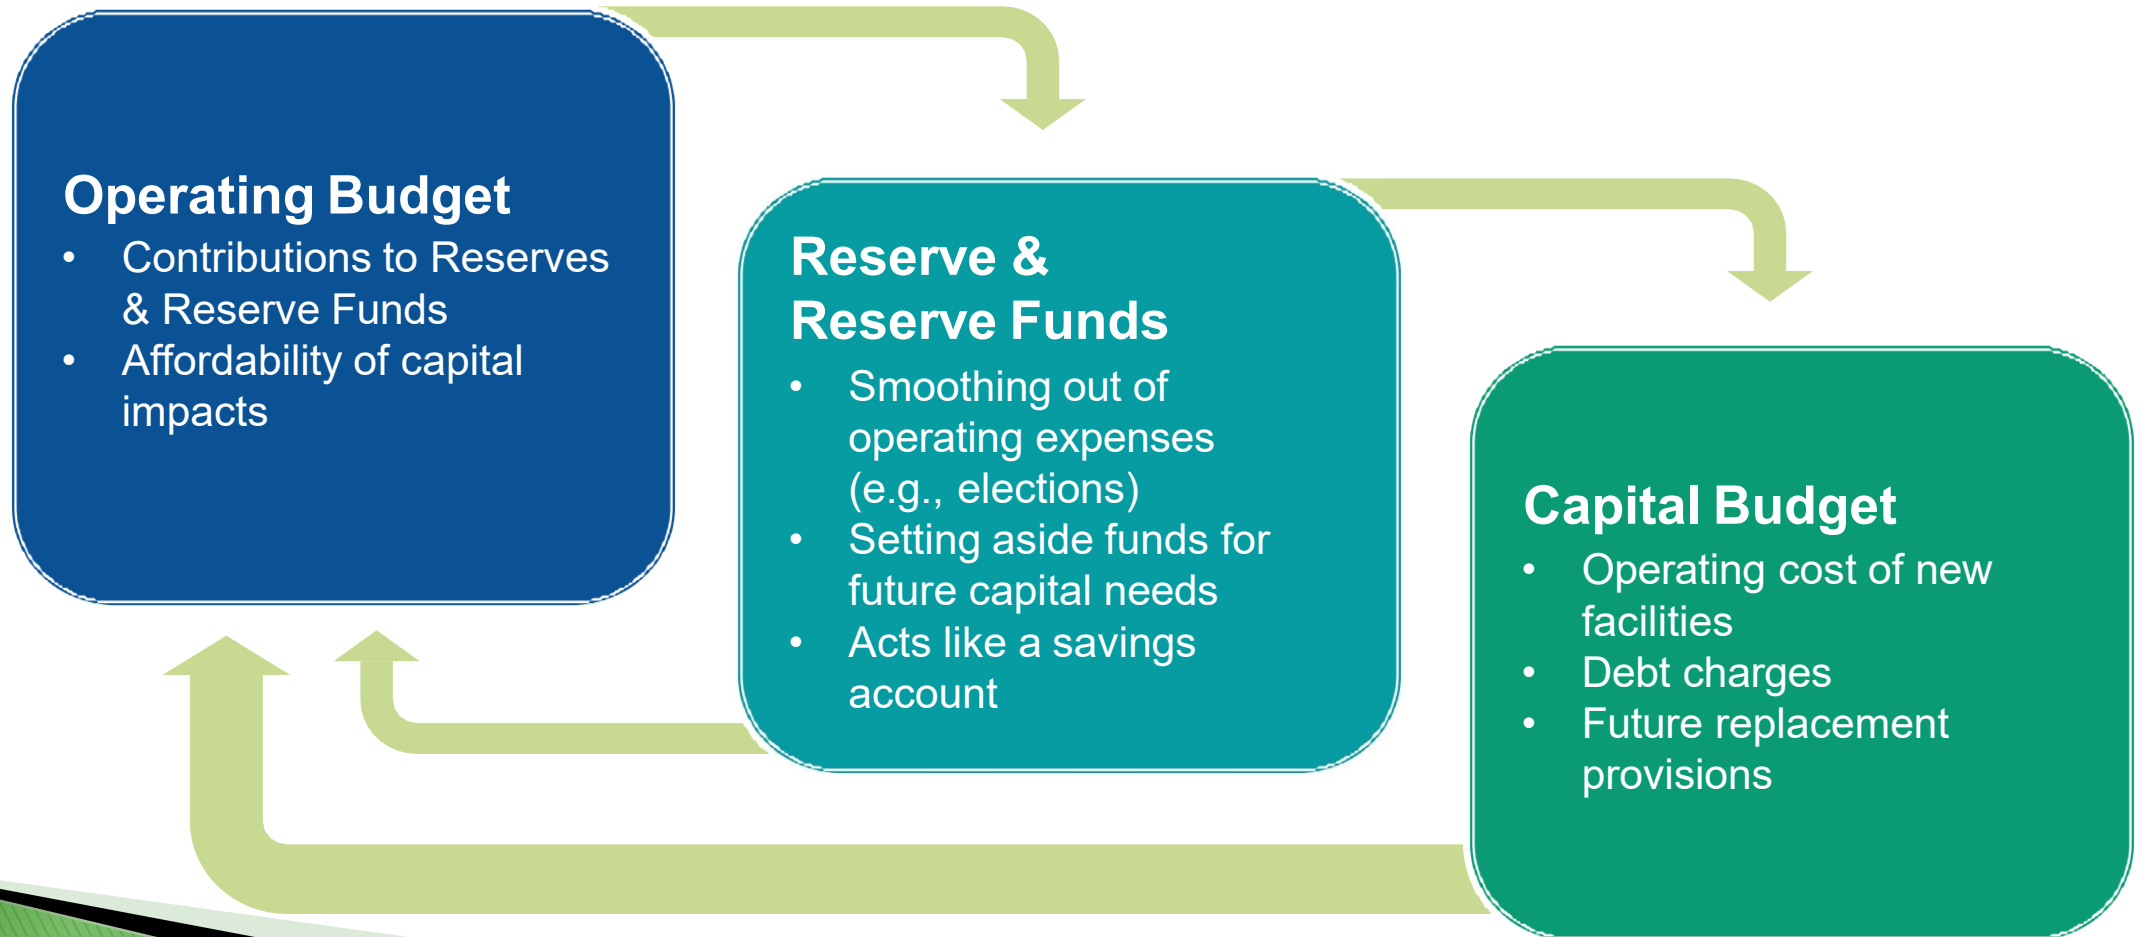 Operating Budget
• Contributions to Reserves
& Reserve Funds
• Affordability of capital
impacts
Reserve &
Reserve Funds
• Smoothing out of
operating expenses
(e.g., elections)
• Setting aside funds for
future capital needs
• Acts like a savings
account
Capital Budget
• Operating cost of new
facilities
• Debt charges
• Future replacement
provisions